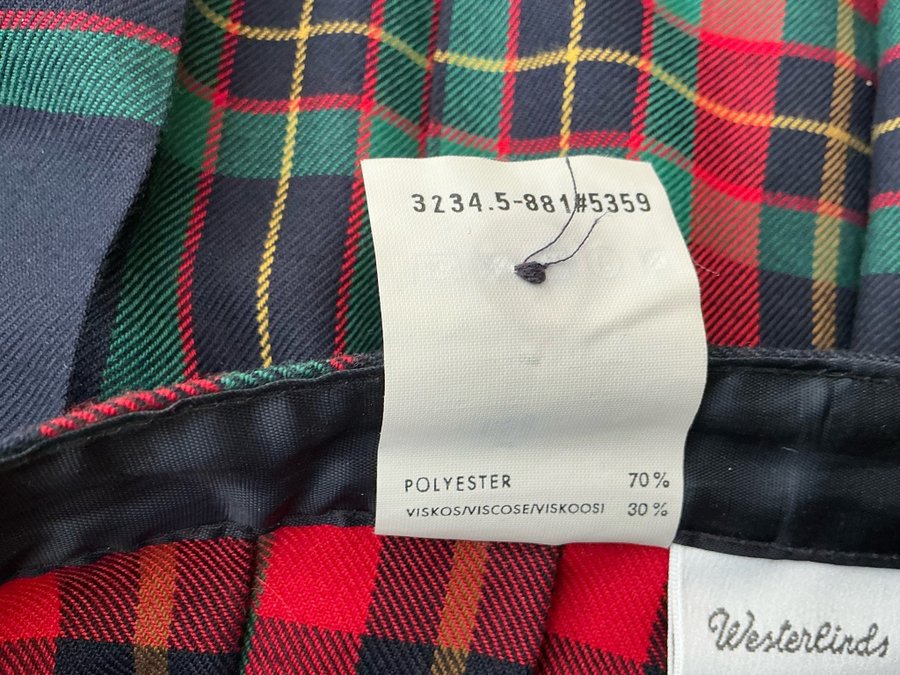 3234.5-881#5359
POLYESTER 70%
VISKOS/VISCOSE/VISKOOSI 30%
Westerlinds